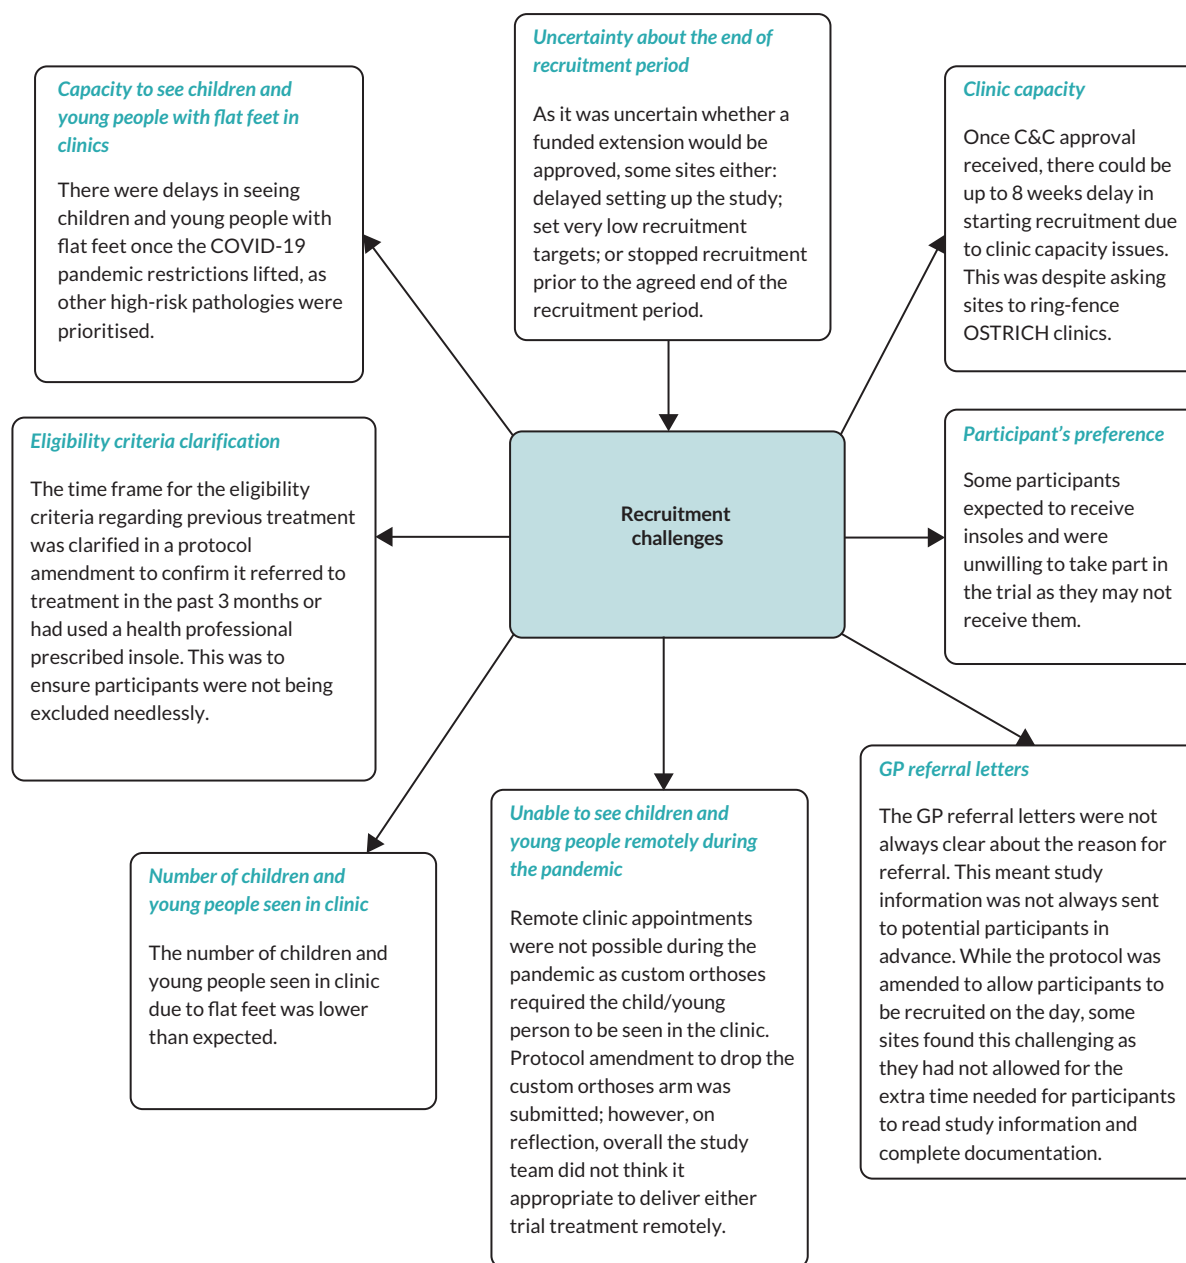 Uncertainty about the end of
recruitment period
As it was uncertain whether a
funded extension would be
approved, some sites either:
delayed setting up the study;
set very low recruitment
targets; or stopped recruitment
prior to the agreed end of the
recruitment period.
Capacity to see children and
young people with flat feet in
clinics
There were delays in seeing
children and young people with
flat feet once the COVID-19
pandemic restrictions lifted, as
other high-risk pathologies were
prioritised.
Clinic capacity
Once C&C approval
received, there could be
up to 8 weeks delay in
starting recruitment due
to clinic capacity issues.
This was despite asking
sites to ring-fence
OSTRICH clinics.
Eligibility criteria clarification
The time frame for the eligibility
criteria regarding previous treatment
was clarified in a protocol
amendment to confirm it referred to
treatment in the past 3 months or
had used a health professional
prescribed insole. This was to
ensure participants were not being
excluded needlessly.
Recruitment
challenges
Participant's preference
Some participants
expected to receive
insoles and were
unwilling to take part in
the trial as they may not
receive them.
Number of children and
young people seen in clinic
The number of children and
young people seen in clinic
due to flat feet was lower
than expected.
Unable to see children and
young people remotely during
the pandemic
Remote clinic appointments
were not possible during the
pandemic as custom orthoses
required the child/young
person to be seen in the clinic.
Protocol amendment to drop the
custom orthoses arm was
submitted; however, on
reflection, overall the study
team did not think it
appropriate to deliver either
trial treatment remotely.
GP referral letters
The GP referral letters were not
always clear about the reason for
referral. This meant study
information was not always sent
to potential participants in
advance. While the protocol was
amended to allow participants to
be recruited on the day, some
sites found this challenging as
they had not allowed for the
extra time needed for participants
to read study information and
complete documentation.